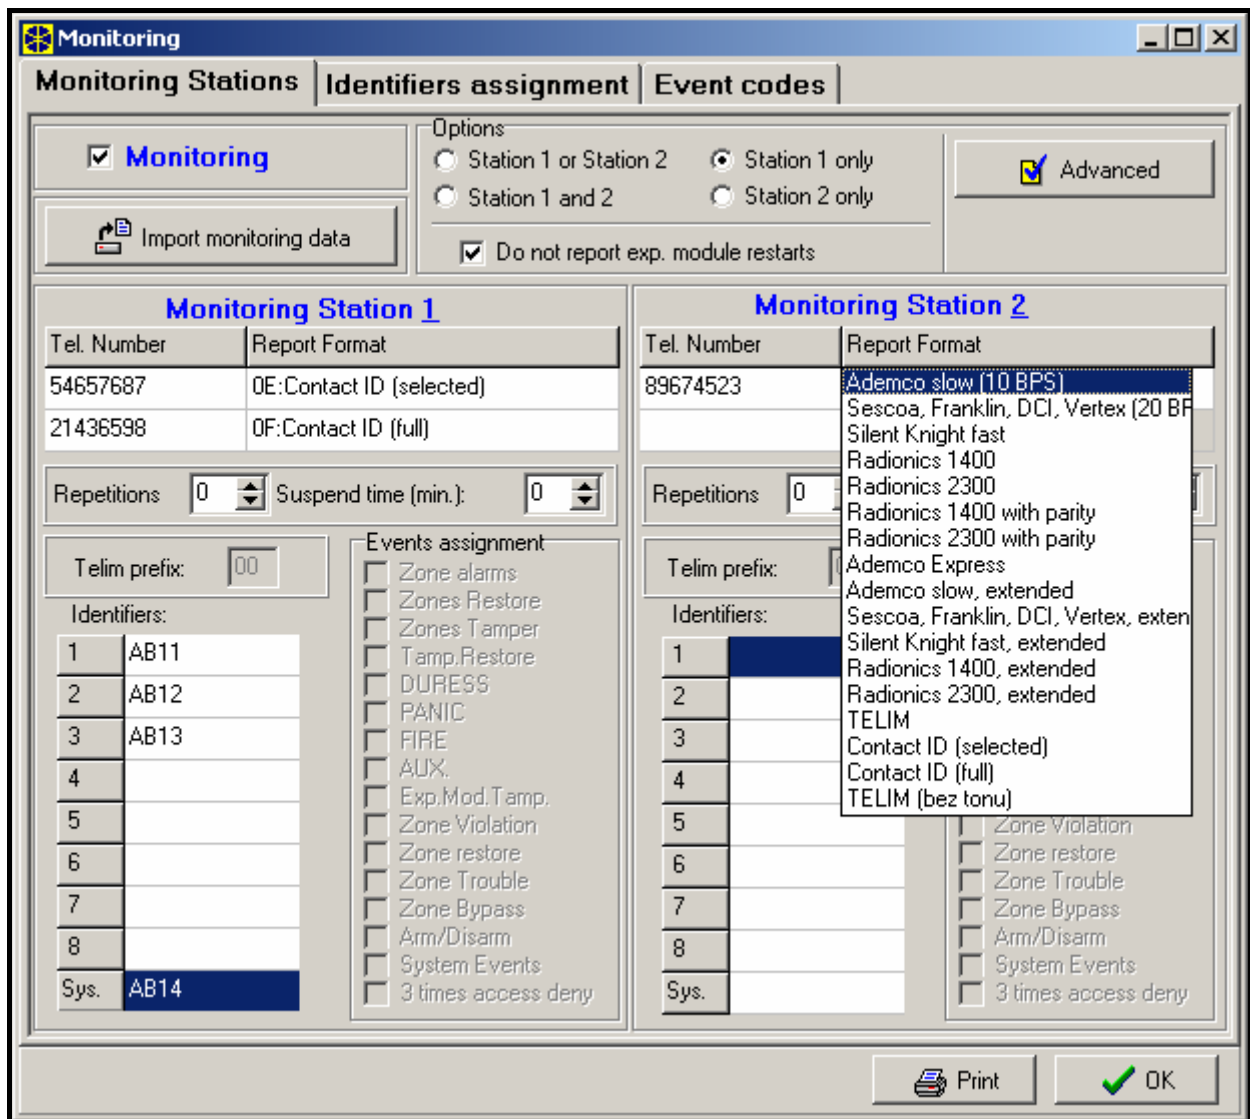 Monitoring
Monitoring Stations Identifiers assignment Event codes
Monitoring
Import monitoring data
Options
Station 1 or Station 2 Station 1 only
Station 1 and 2 Station 2 only
Do not report exp. module restarts
Advanced
Monitoring Station 1
Tel. Number Report Format
54657687 0E:Contact ID (selected)
21436598 0F:Contact ID (full)
Repetitions 0 Suspend time (min.): 0
Telim prefix: 00
Identifiers:
1 AB11
2 AB12
3 AB13
4
5
6
7
8
Sys. AB14
Events assignment
Zone alarms
Zones Restore
Zones Tamper
Tamp.Restore
DURESS
PANIC
FIRE
AUX.
Exp.Mod.Tamp.
Zone Violation
Zone restore
Zone Trouble
Zone Bypass
Arm/Disarm
System Events
3 times access deny
Monitoring Station 2
Tel. Number Report Format
89674523
Repetitions 0
Telim prefix:
Identifiers:
1
2
3
4
5
6
7
8
Sys.
Ademco slow (10 BPS)
Sescoa, Franklin, DCI, Vertex (20 BF
Silent Knight fast
Radionics 1400
Radionics 2300
Radionics 1400 with parity
Radionics 2300 with parity
Ademco Express
Ademco slow, extended
Sescoa, Franklin, DCI, Vertex, exten
Silent Knight fast, extended
Radionics 1400, extended
Radionics 2300, extended
TELIM
Contact ID (selected)
Contact ID (full)
TELIM (bez tonu)
Zone Violation
Zone restore
Zone Trouble
Zone Bypass
Arm/Disarm
System Events
3 times access deny
Print OK